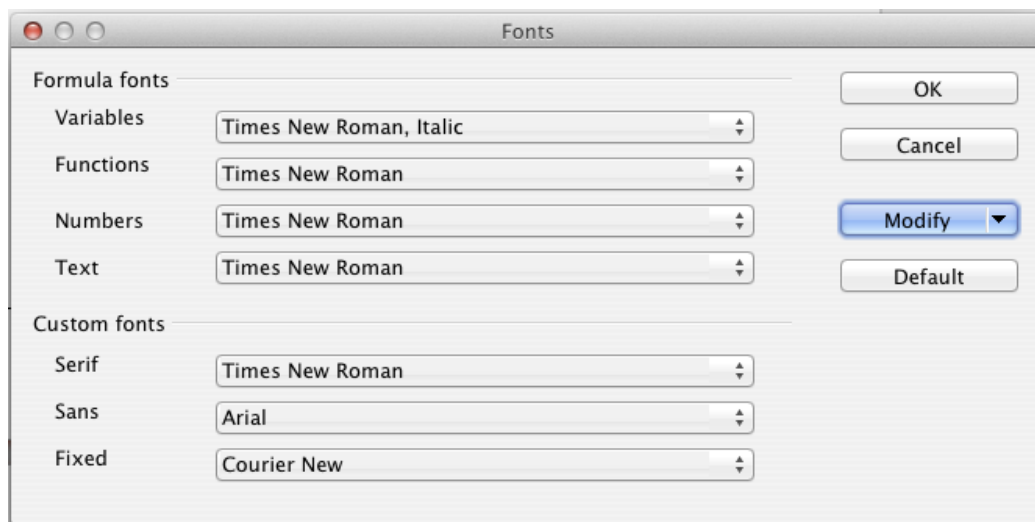 Fonts
Formula fonts
OK
Variables
Times New Roman, Italic
Cancel
Functions
Times New Roman
Numbers
Times New Roman
Modify
Text
Times New Roman
Default
Custom fonts
Serif
Times New Roman
Sans
Arial
Fixed
Courier New